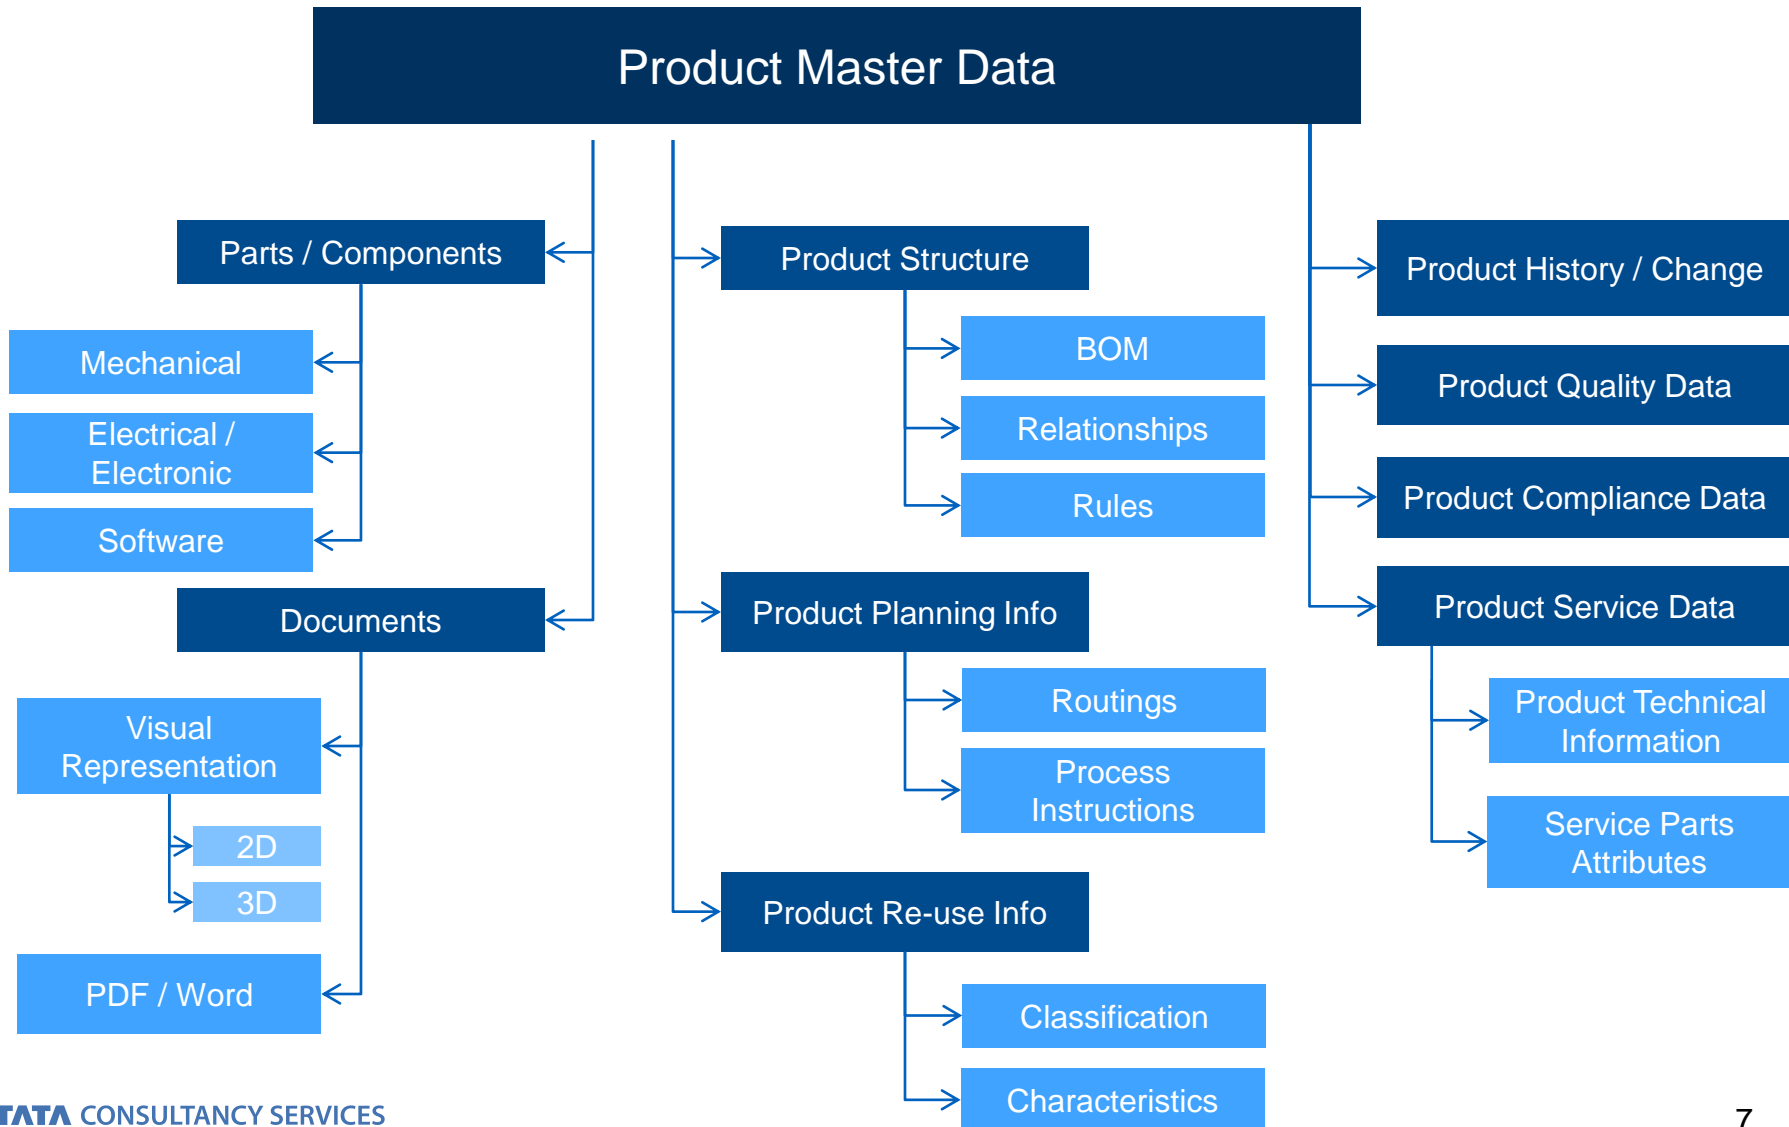 Product Master Data
Parts / Components
Mechanical
Electrical /
Electronic
Software
Documents
Visual
Representation
2D
3D
PDF / Word
Product Structure
BOM
Relationships
Rules
Product Planning Info
Routings
Process
Instructions
Product Re-use Info
Classification
Characteristics
Product History / Change
Product Quality Data
Product Compliance Data
Product Service Data
Product Technical
Information
Service Parts
Attributes
TATA CONSULTANCY SERVICES
7